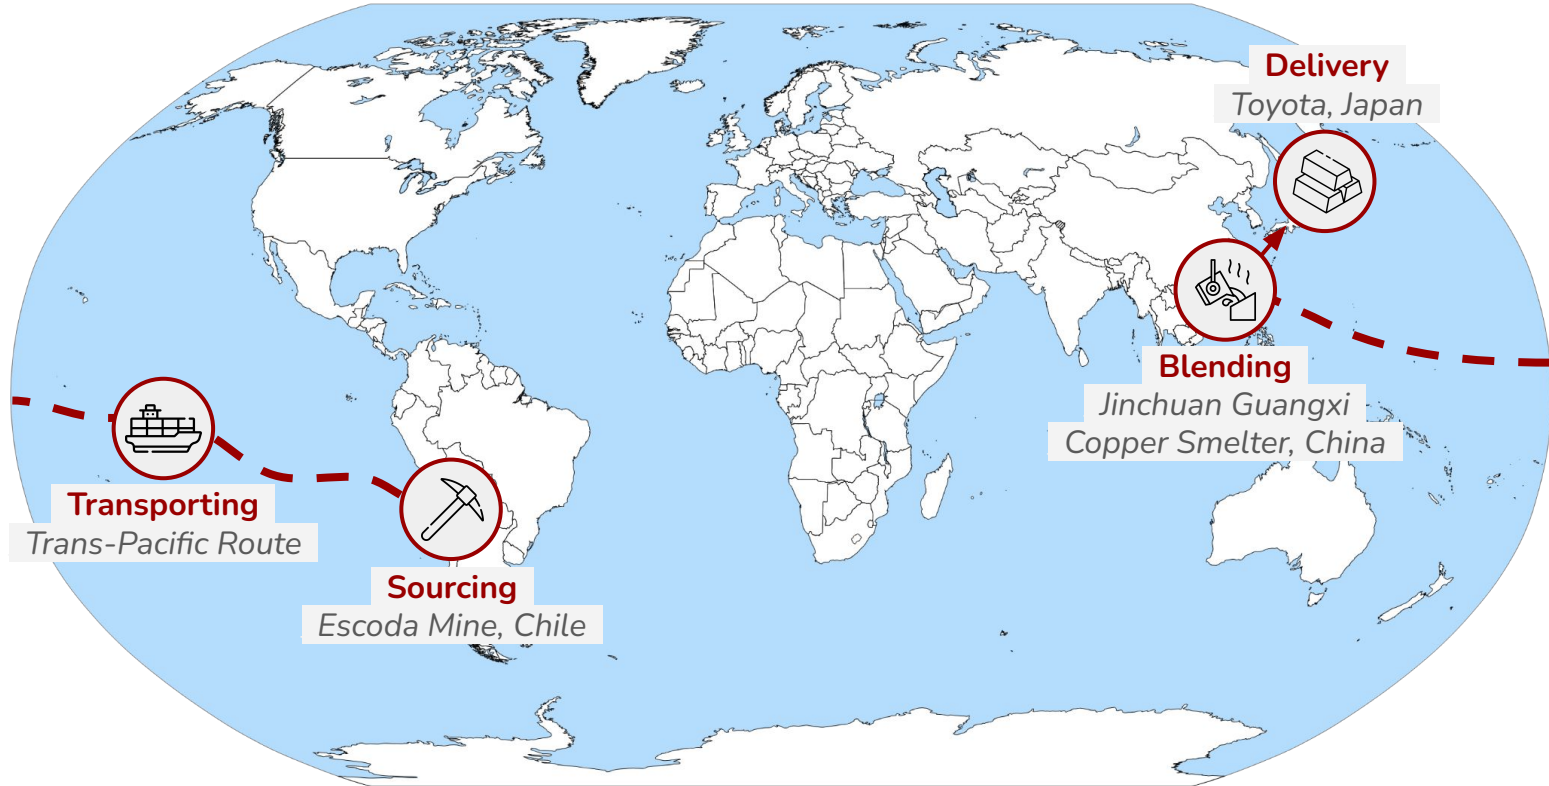 Delivery
Toyota, Japan
Blending
Jinchuan Guangxi
Copper Smelter, China
Transporting
Trans-Pacific Route
Sourcing
Escoda Mine, Chile